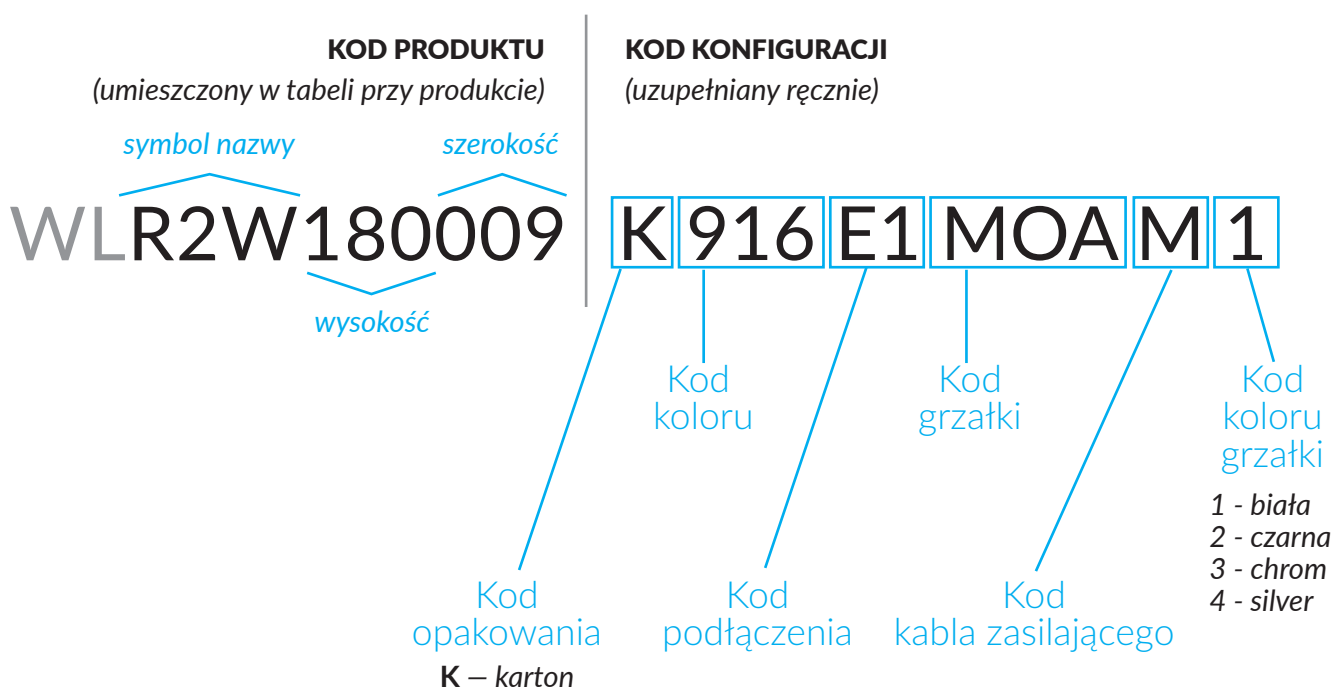 KOD PRODUKTU
(umieszczony w tabeli przy produkcie)
KOD KONFIGURACJI
(uzupełniany ręcznie)
symbol nazwy
szerokość
WLR2W180009 K 916 E1 MOA M 1
wysokość
Kod
koloru
Kod
grzałki
Kod
koloru
grzałki
1 - biała
2 - czarna
3 - chrom
4 - silver
Kod
opakowania
K — karton
Kod
podłączenia
Kod
kabla zasilającego